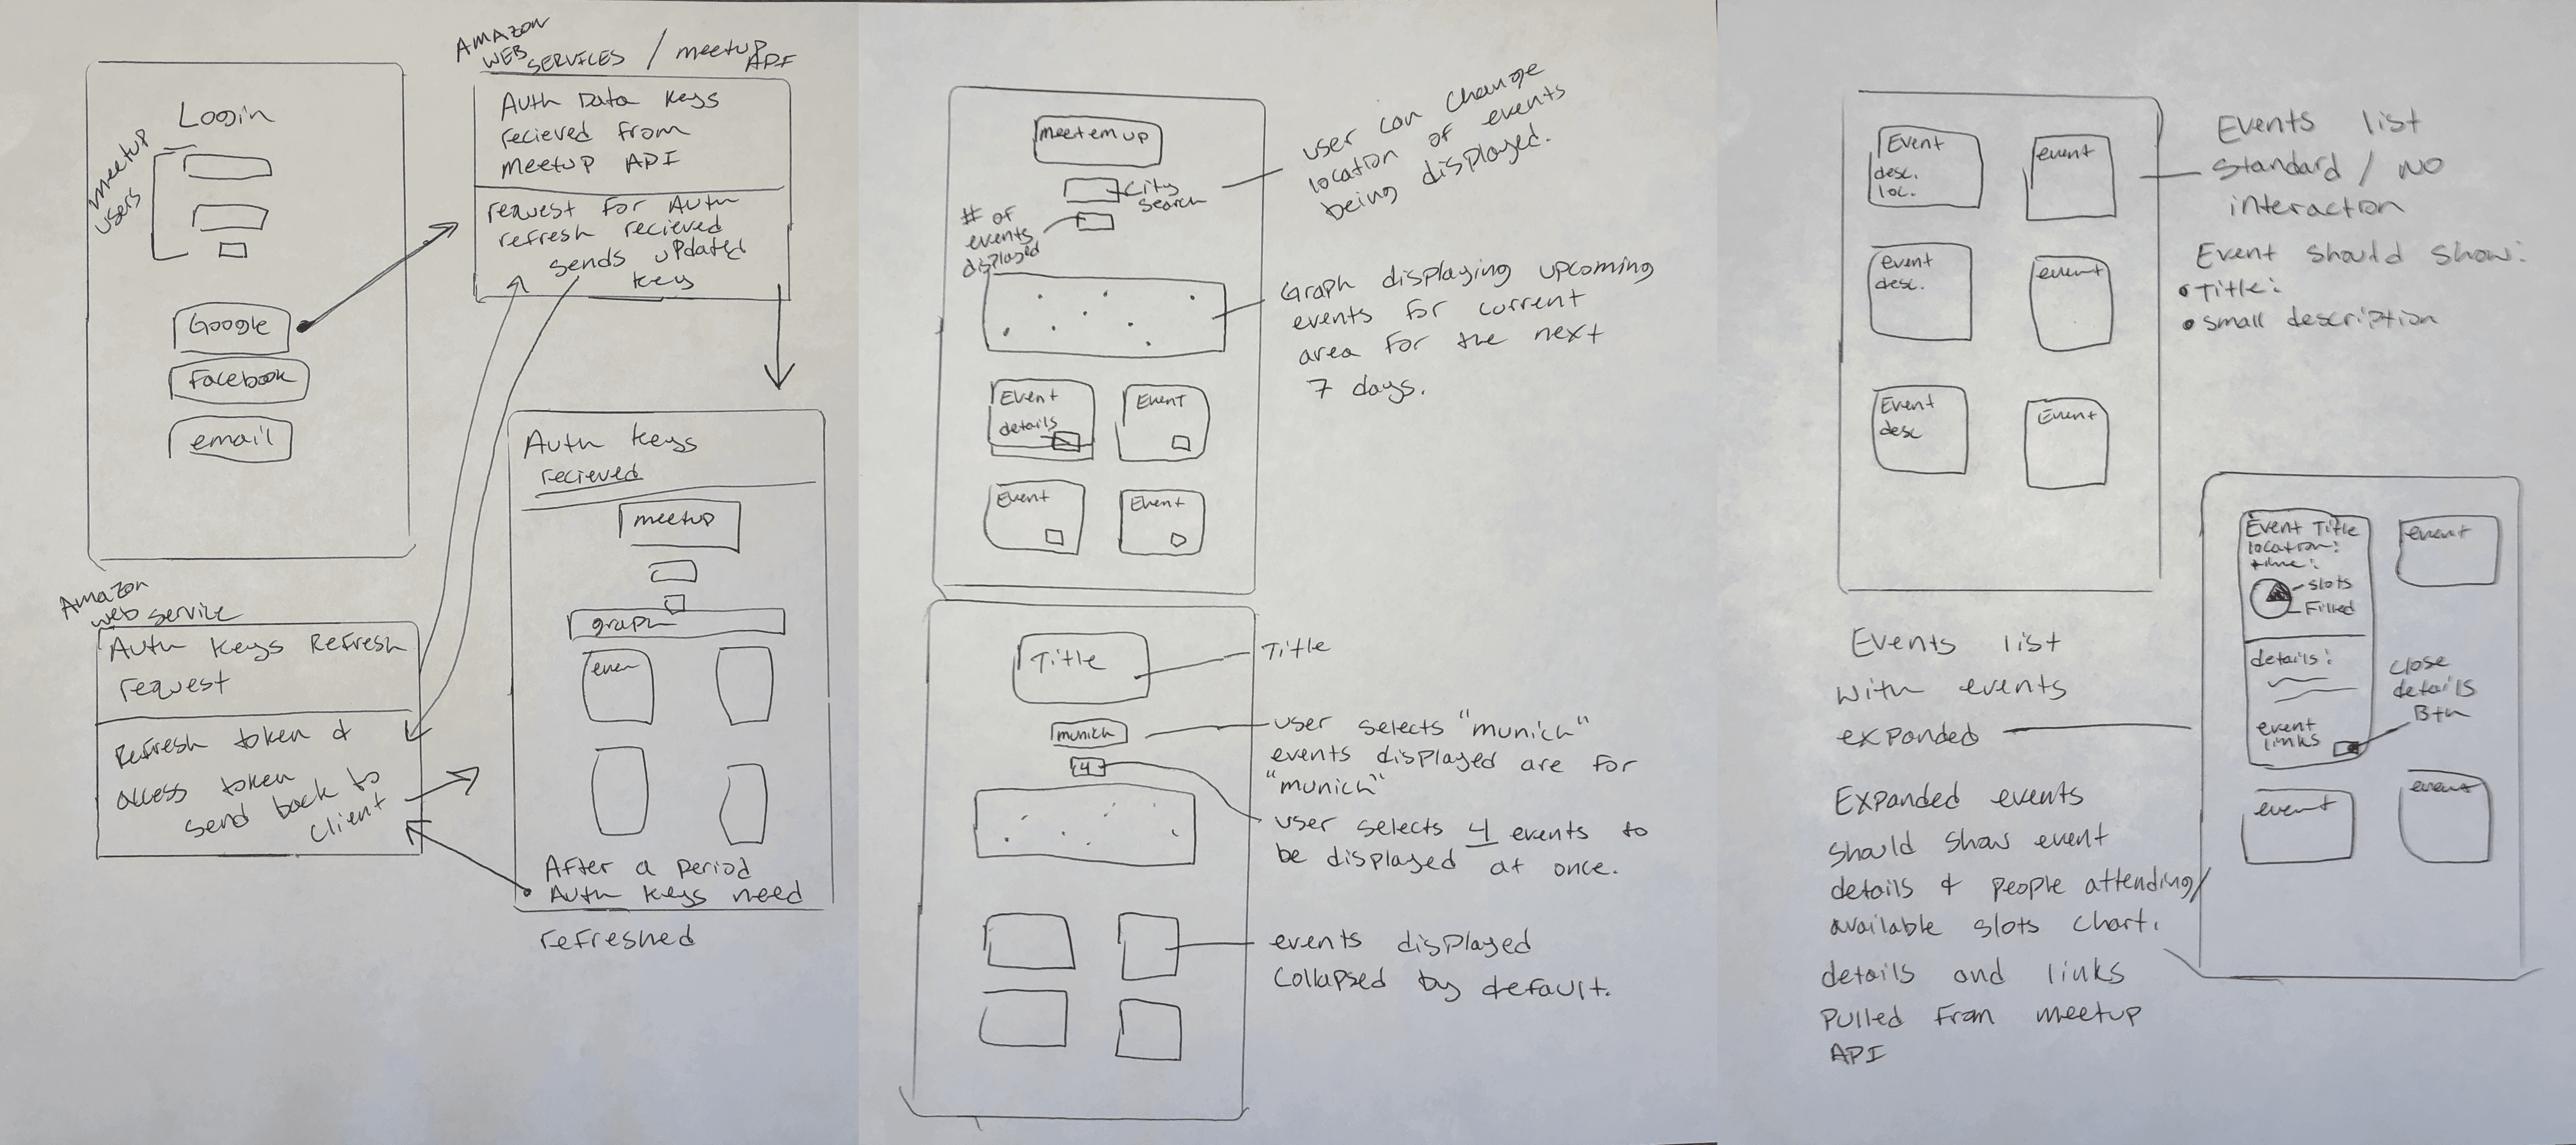 Login
meetup
users
Google
Facebook
email
Amazon
WEB
SERVICES / meetup
API
Auth Data keys
recieved from
meetup API
request for Auth
refresh recieved
sends updated
key
Auth keys
recieved
meetup
graph
even
After a period
Auth keys need
refreshed
Amazon
web service
Auth keys Refresh
request
Refresh token &
access token
send back to
client
meetemup
City
Search
# of
events
displayed
user can change
location of events
being displayed.
Graph displaying upcoming
events for current
area for the next
7 days.
Event
details
Event
Event
Event
Title
Title
munich
user selects "munich"
events displayed are for
"munich"
4
user selects 4 events to
be displayed at once.
events displayed
collapsed by default.
Event
desc.
loc.
event
event
desc.
event
Event
desc
Event
Events list
standard / NO
interaction
Event should show:
• Title:
• small description
Events list
with events
expanded
Expanded events
should show event
details & people attending/
available slots chart.
details and links
pulled from meetup
API
Event Title
location:
time:
slots
Filled
details:
event
links
close
details
Btn
event
event
event